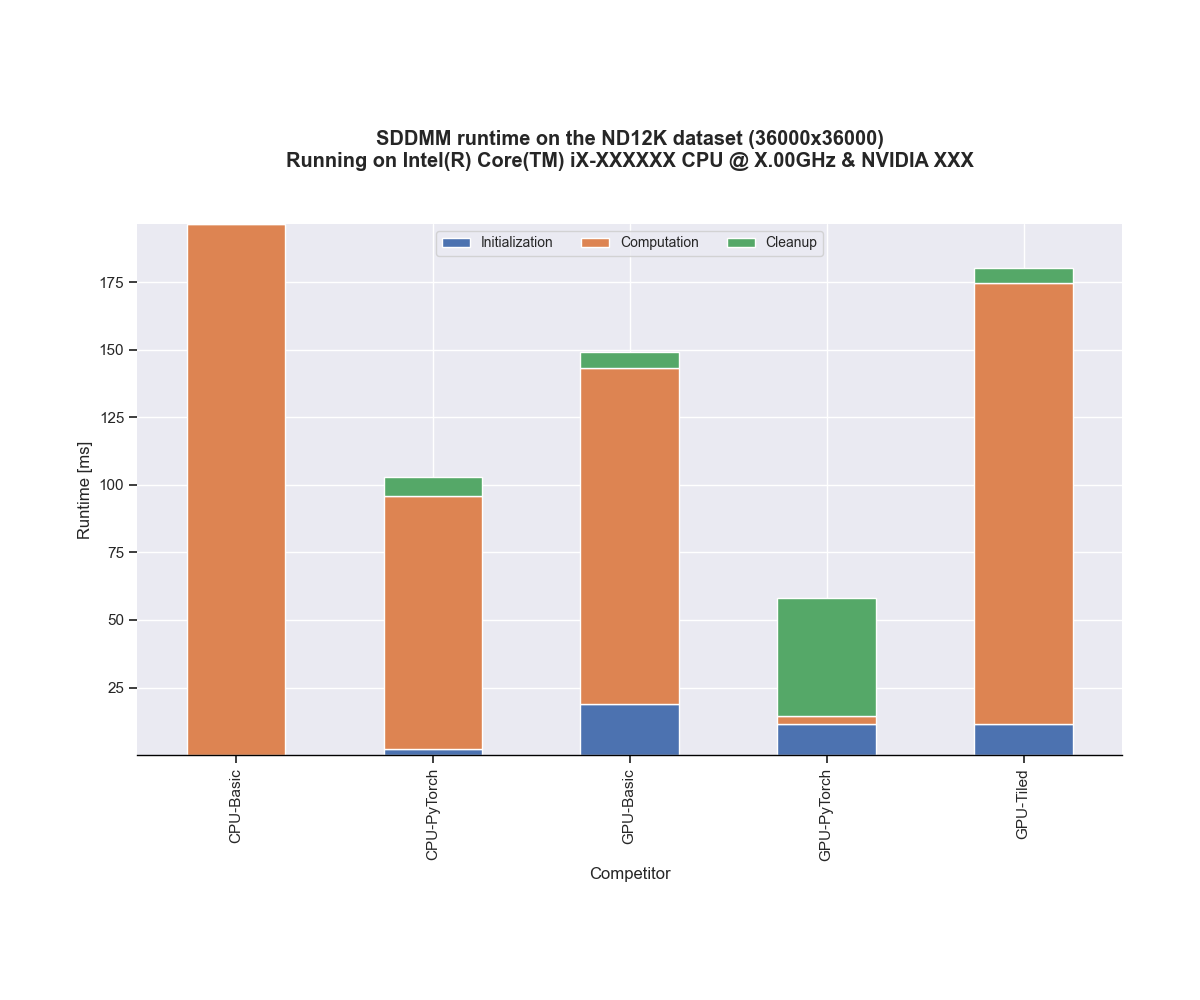 SDDMM runtime on the ND12K dataset (36000x36000)
Running on Intel(R) Core(TM) iX-XXXXXX CPU @ X.00GHz & NVIDIA XXX
Initialization Computation Cleanup
175
150
125
100
75
50
25
Runtime [ms]
CPU-Basic
CPU-PyTorch
GPU-Basic
GPU-PyTorch
GPU-Tiled
Competitor